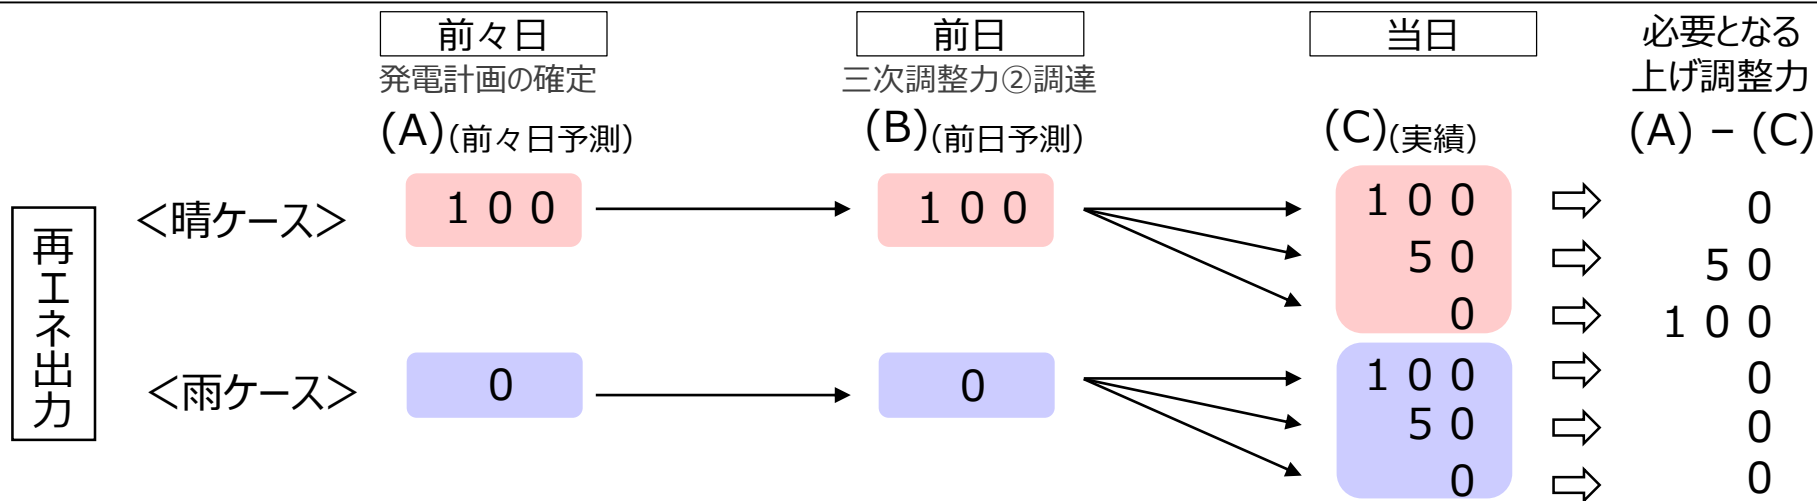 前々日
発電計画の確定
(A)(前々日予測)
前日
三次調整力②調達
(B)(前日予測)
当日
(C)(実績)
必要となる
上げ調整力
(A) – (C)
再エネ出力
＜晴ケース＞
１００
１００
１００
０
５０
５０
０
１００
＜雨ケース＞
０
０
１００
０
５０
０
０
０